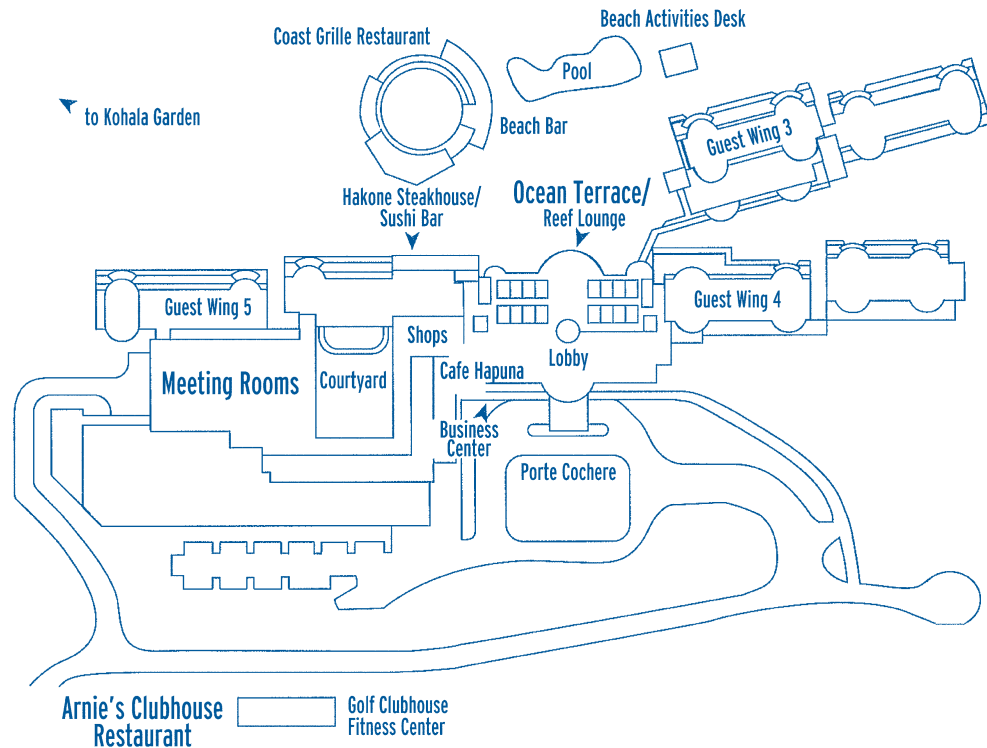 Beach Activities Desk
Coast Grille Restaurant
Pool
to Kohala Garden
Beach Bar
Guest Wing 3
Hakone Steakhouse/
Sushi Bar
Ocean Terrace/
Reef Lounge
Guest Wing 5
Guest Wing 4
Shops
Lobby
Cafe Hapuna
Meeting Rooms
Courtyard
Business
Center
Porte Cochere
Arnie's Clubhouse
Restaurant
Golf Clubhouse
Fitness Center